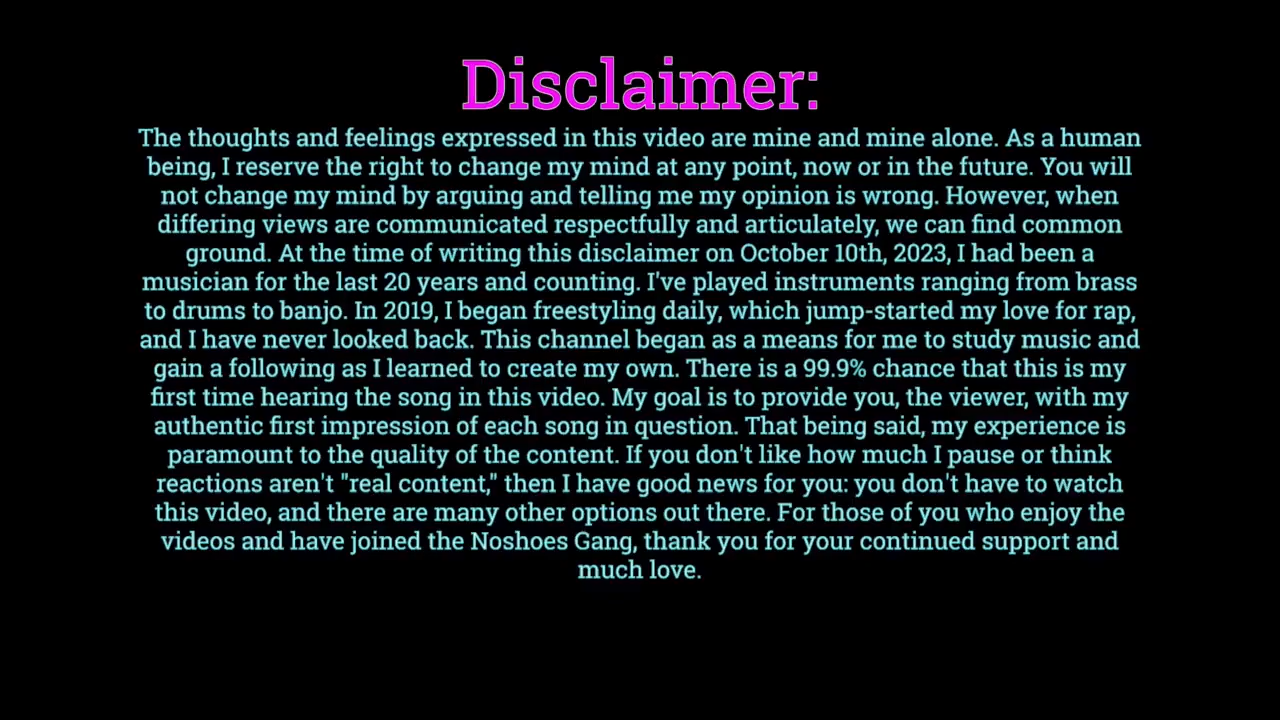 Disclaimer:
The thoughts and feelings expressed in this video are mine and mine alone. As a human
being, I reserve the right to change my mind at any point, now or in the future. You will
not change my mind by arguing and telling me my opinion is wrong. However, when
differing views are communicated respectfully and articulately, we can find common
ground. At the time of writing this disclaimer on October 10th, 2023, I had been a
musician for the last 20 years and counting. I've played instruments ranging from brass
to drums to banjo. In 2019, I began freestyling daily, which jump-started my love for rap,
and I have never looked back. This channel began as a means for me to study music and
gain a following as I learned to create my own. There is a 99.9% chance that this is my
first time hearing the song in this video. My goal is to provide you, the viewer, with my
authentic first impression of each song in question. That being said, my experience is
paramount to the quality of the content. If you don't like how much I pause or think
reactions aren't "real content," then I have good news for you: you don't have to watch
this video, and there are many other options out there. For those of you who enjoy the
videos and have joined the Noshoes Gang, thank you for your continued support and
much love.